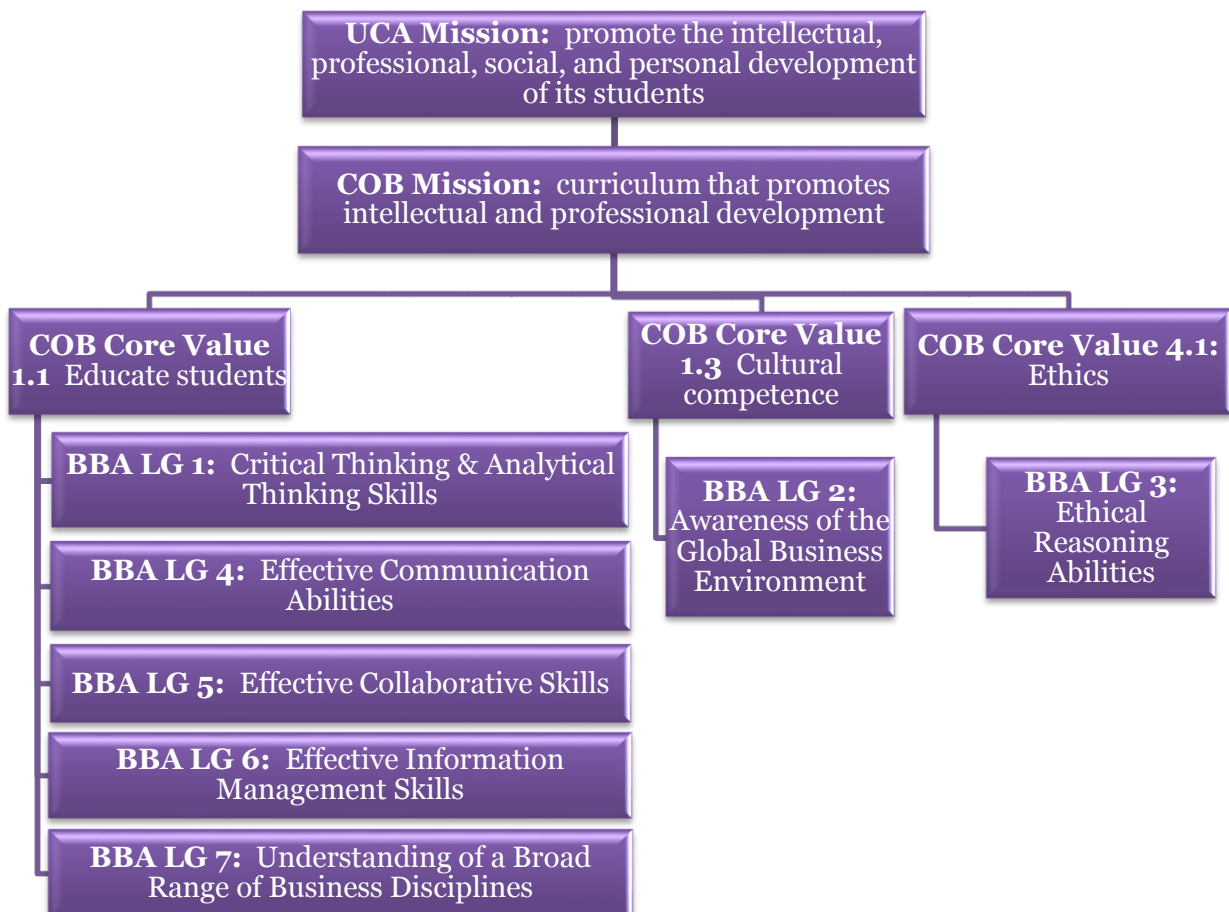 UCA Mission: promote the intellectual,
professional, social, and personal development
of its students
COB Mission: curriculum that promotes
intellectual and professional development
COB Core Value
1.1 Educate students
BBA LG 1: Critical Thinking & Analytical
Thinking Skills
BBA LG 4: Effective Communication
Abilities
BBA LG 5: Effective Collaborative Skills
BBA LG 6: Effective Information
Management Skills
BBA LG 7: Understanding of a Broad
Range of Business Disciplines
COB Core Value
1.3 Cultural
competence
BBA LG 2:
Awareness of the
Global Business
Environment
COB Core Value 4.1:
Ethics
BBA LG 3:
Ethical
Reasoning
Abilities